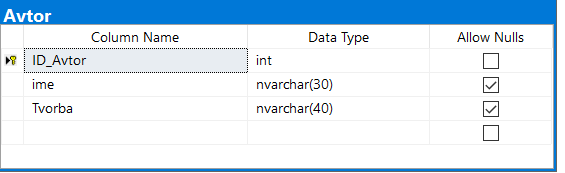 Avtor
Column Name Data Type Allow Nulls
ID_Avtor int
ime nvarchar(30)
Tvorba nvarchar(40)